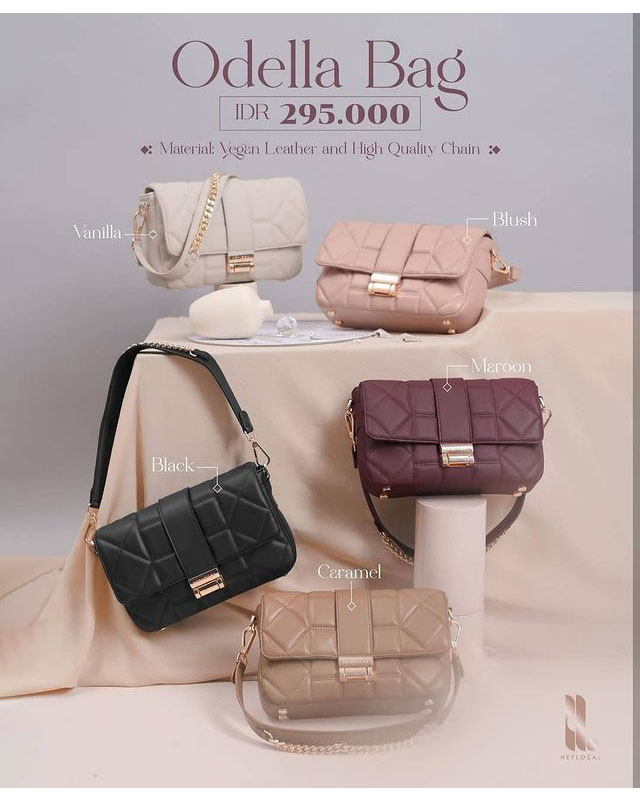 Odella Bag
IDR 295.000
Material: Vegan Leather and High Quality Chain
Vanilla
Blush
Maroon
Black
Caramel
HEYLOCAL